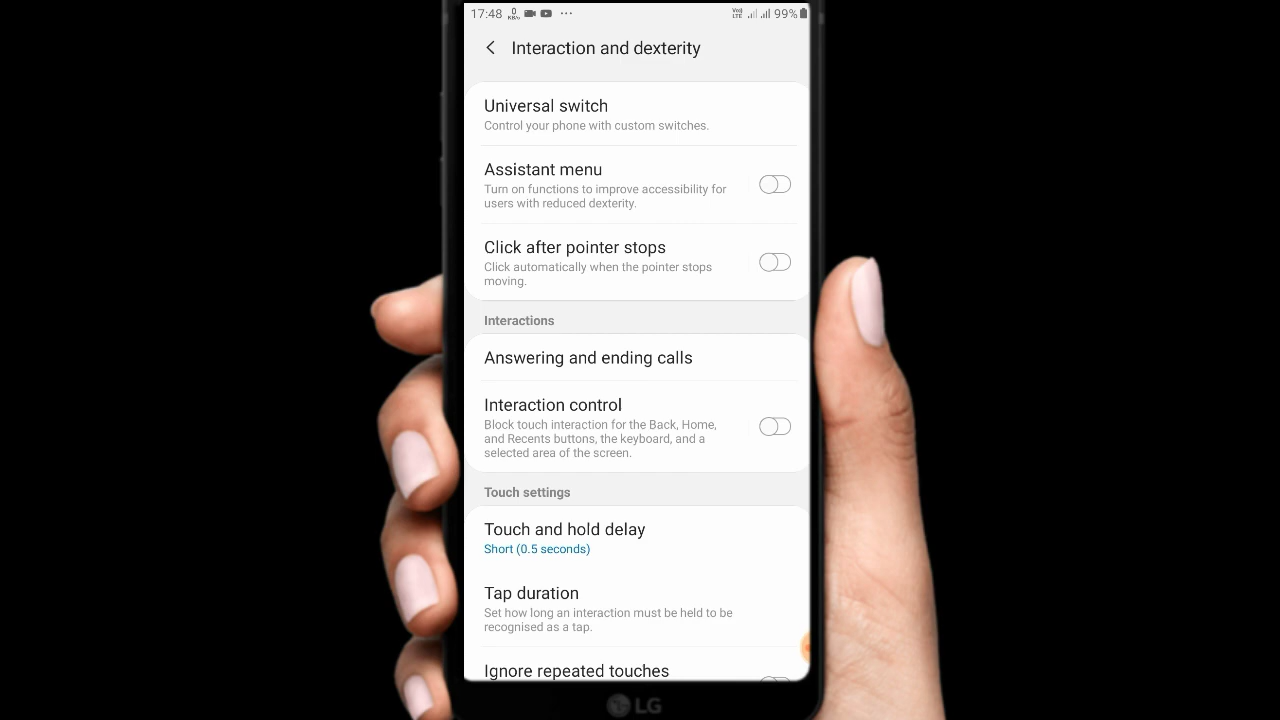 17:48 0 KB/s ··· Vo) LTE 99%
Interaction and dexterity
Universal switch
Control your phone with custom switches.
Assistant menu
Turn on functions to improve accessibility for
users with reduced dexterity.
Click after pointer stops
Click automatically when the pointer stops
moving.
Interactions
Answering and ending calls
Interaction control
Block touch interaction for the Back, Home,
and Recents buttons, the keyboard, and a
selected area of the screen.
Touch settings
Touch and hold delay
Short (0.5 seconds)
Tap duration
Set how long an interaction must be held to be
recognised as a tap.
Ignore repeated touches
LG